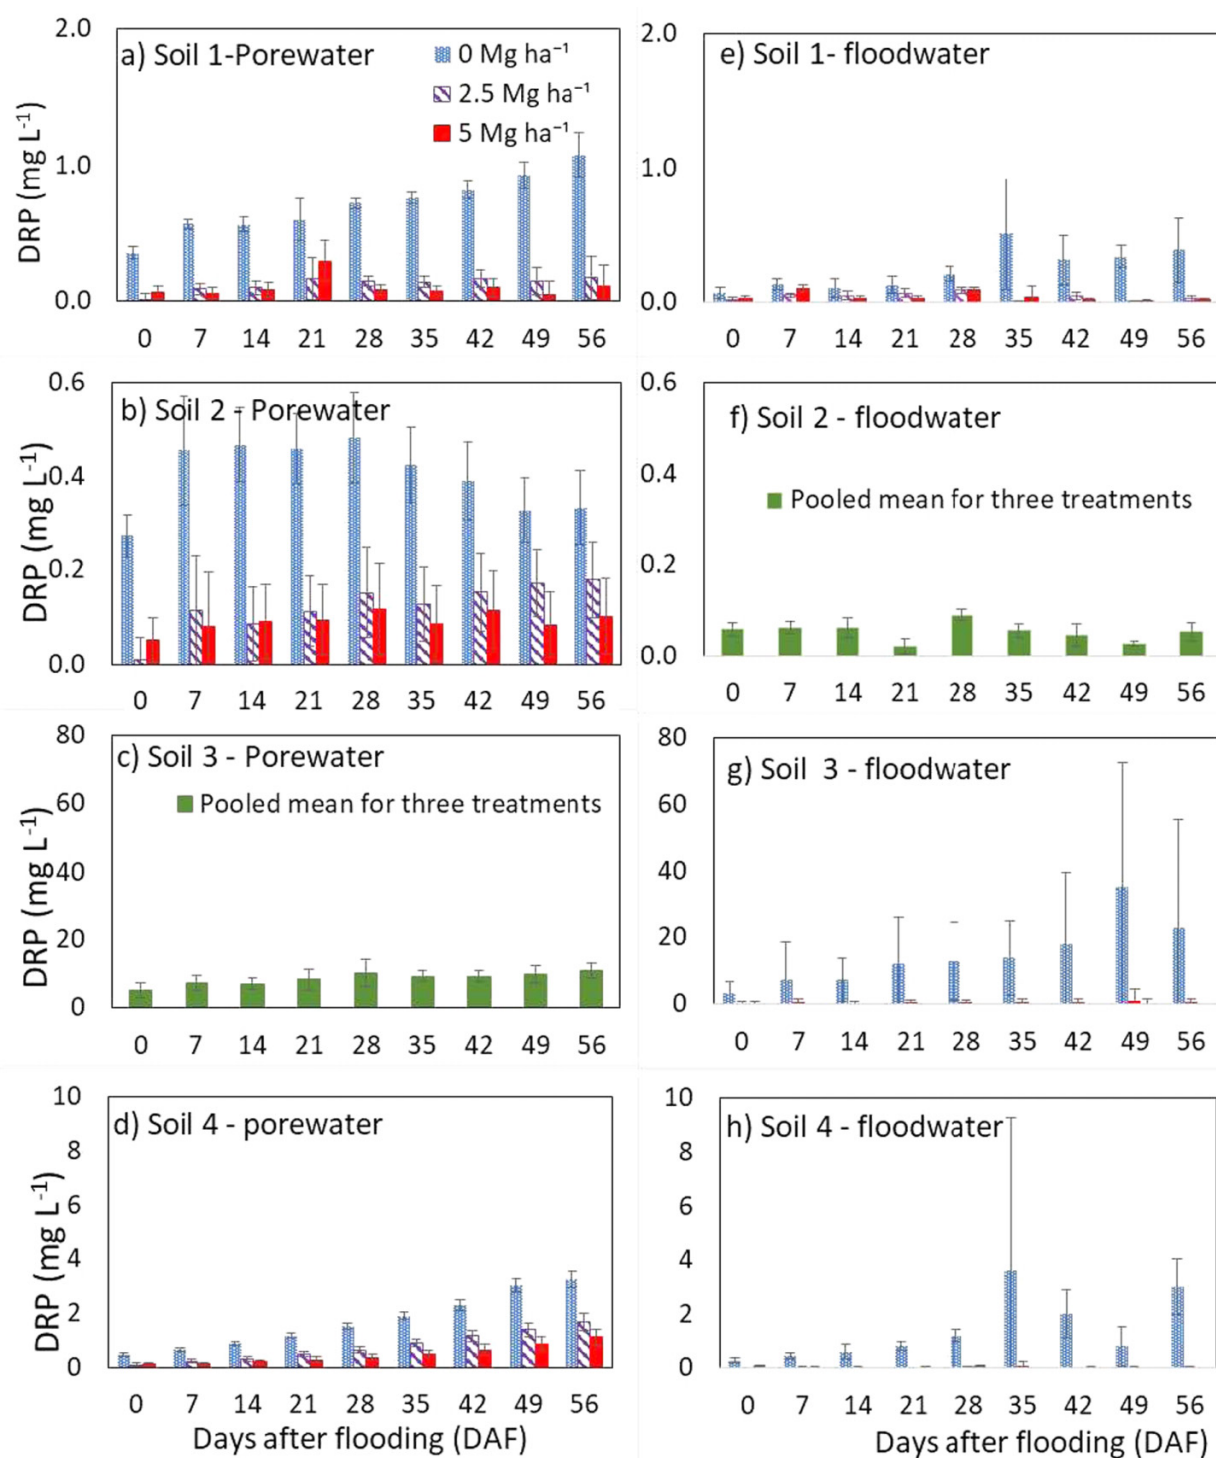 2.0
a) Soil 1-Porewater
0 Mg ha⁻¹
2.5 Mg ha⁻¹
5 Mg ha⁻¹
1.0
0.0
DRP (mg L⁻¹)
0 7 14 21 28 35 42 49 56
2.0
e) Soil 1- floodwater
1.0
0.0
0 7 14 21 28 35 42 49 56
0.6
b) Soil 2 - Porewater
0.4
0.2
0.0
DRP (mg L⁻¹)
0 7 14 21 28 35 42 49 56
0.6
f) Soil 2 - floodwater
0.4
Pooled mean for three treatments
0.2
0.0
0 7 14 21 28 35 42 49 56
80
c) Soil 3 - Porewater
Pooled mean for three treatments
60
40
20
0
DRP (mg L⁻¹)
0 7 14 21 28 35 42 49 56
80
g) Soil 3 - floodwater
60
40
20
0
0 7 14 21 28 35 42 49 56
10
d) Soil 4 - porewater
8
6
4
2
0
DRP (mg L⁻¹)
0 7 14 21 28 35 42 49 56
Days after flooding (DAF)
10
h) Soil 4 - floodwater
8
6
4
2
0
0 7 14 21 28 35 42 49 56
Days after flooding (DAF)